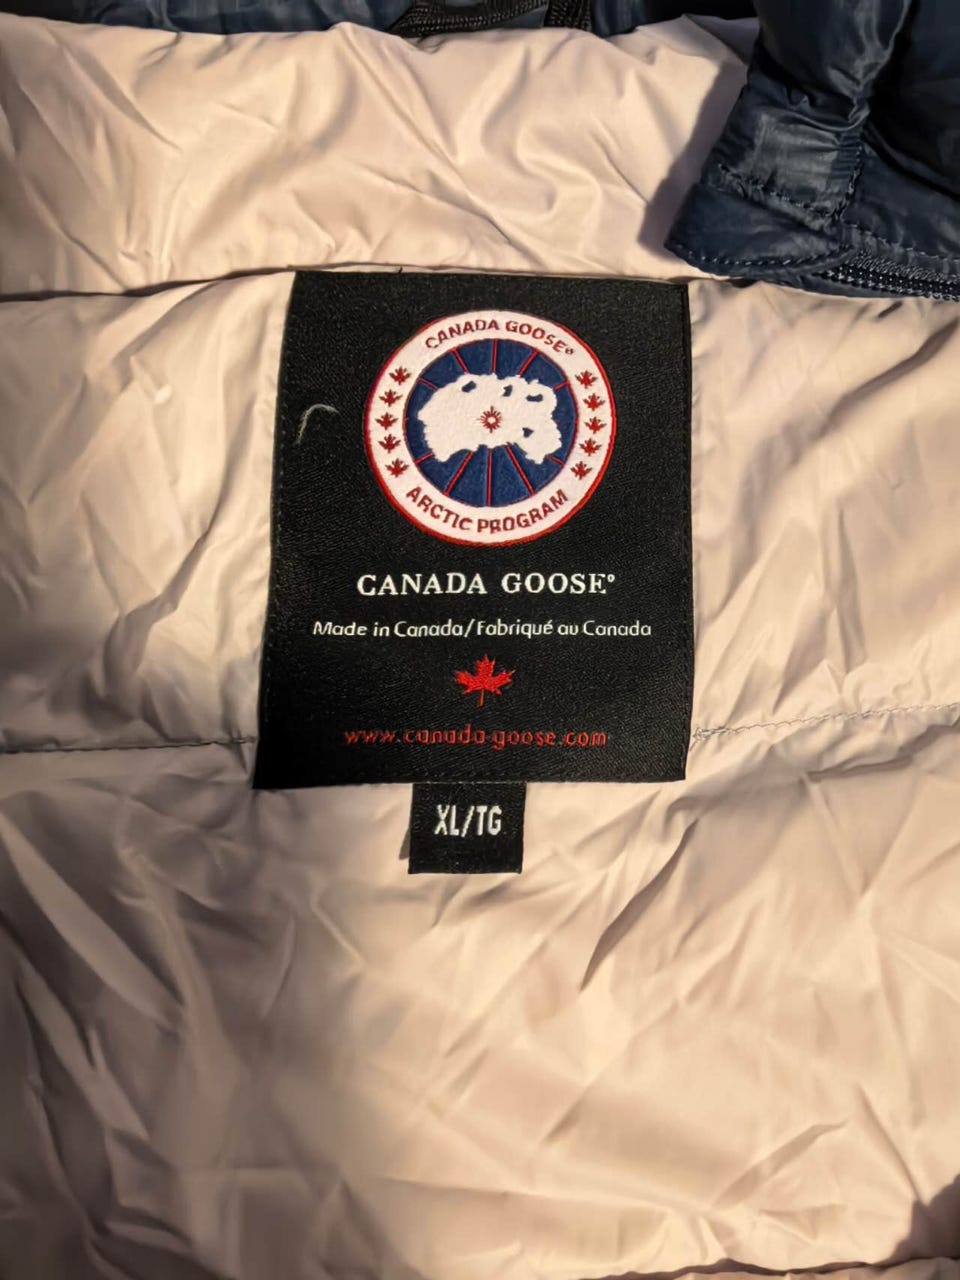 CANADA GOOSE®
ARCTIC PROGRAM
CANADA GOOSE®
Made in Canada/Fabriqué au Canada
www.canada-goose.com
XL/TG